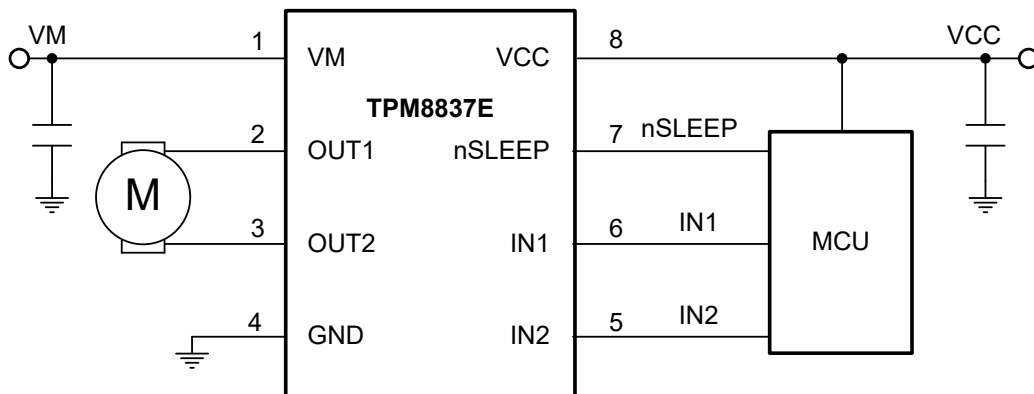 VM
1
VM
VCC
8
VCC
TPM8837E
2
OUT1
nSLEEP
7
nSLEEP
M
3
OUT2
IN1
6
IN1
MCU
4
GND
IN2
5
IN2